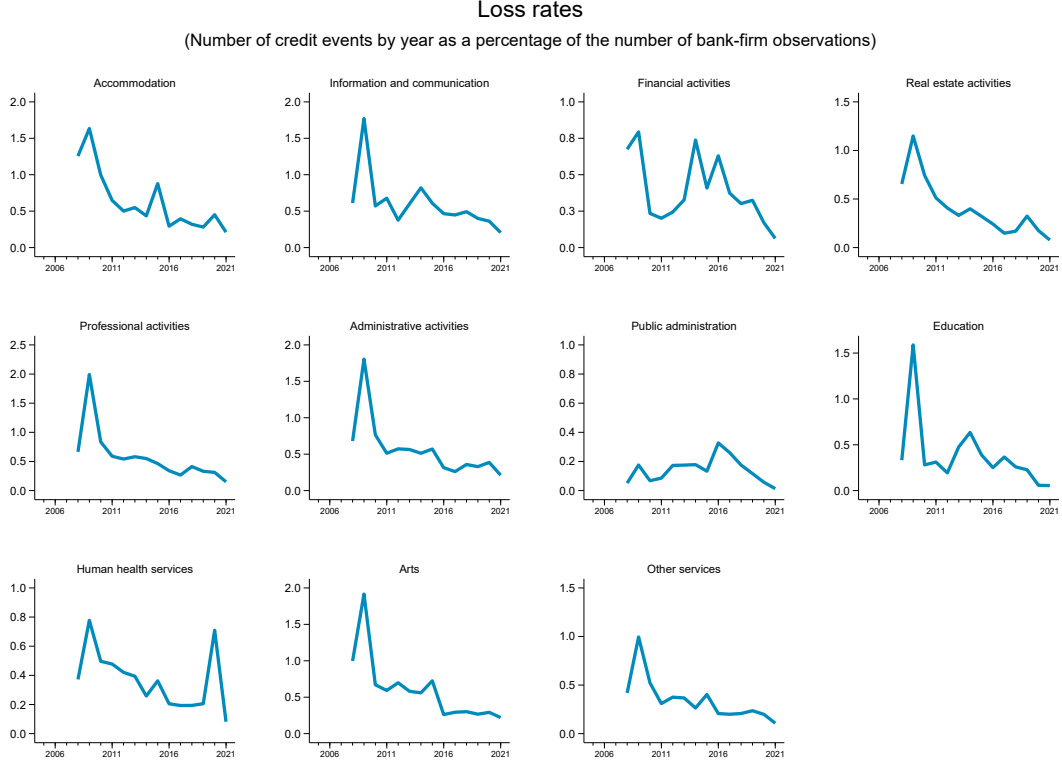 Loss rates
(Number of credit events by year as a percentage of the number of bank-firm observations)
Accommodation
2.0
1.5
1.0
0.5
0.0
2006 2011 2016 2021
Information and communication
2.0
1.5
1.0
0.5
0.0
2006 2011 2016 2021
Financial activities
1.0
0.8
0.5
0.3
0.0
2006 2011 2016 2021
Real estate activities
1.5
1.0
0.5
0.0
2006 2011 2016 2021
Professional activities
2.5
2.0
1.5
1.0
0.5
0.0
2006 2011 2016 2021
Administrative activities
2.0
1.5
1.0
0.5
0.0
2006 2011 2016 2021
Public administration
1.0
0.8
0.6
0.4
0.2
0.0
2006 2011 2016 2021
Education
1.5
1.0
0.5
0.0
2006 2011 2016 2021
Human health services
1.0
0.8
0.6
0.4
0.2
0.0
2006 2011 2016 2021
Arts
2.0
1.5
1.0
0.5
0.0
2006 2011 2016 2021
Other services
1.5
1.0
0.5
0.0
2006 2011 2016 2021